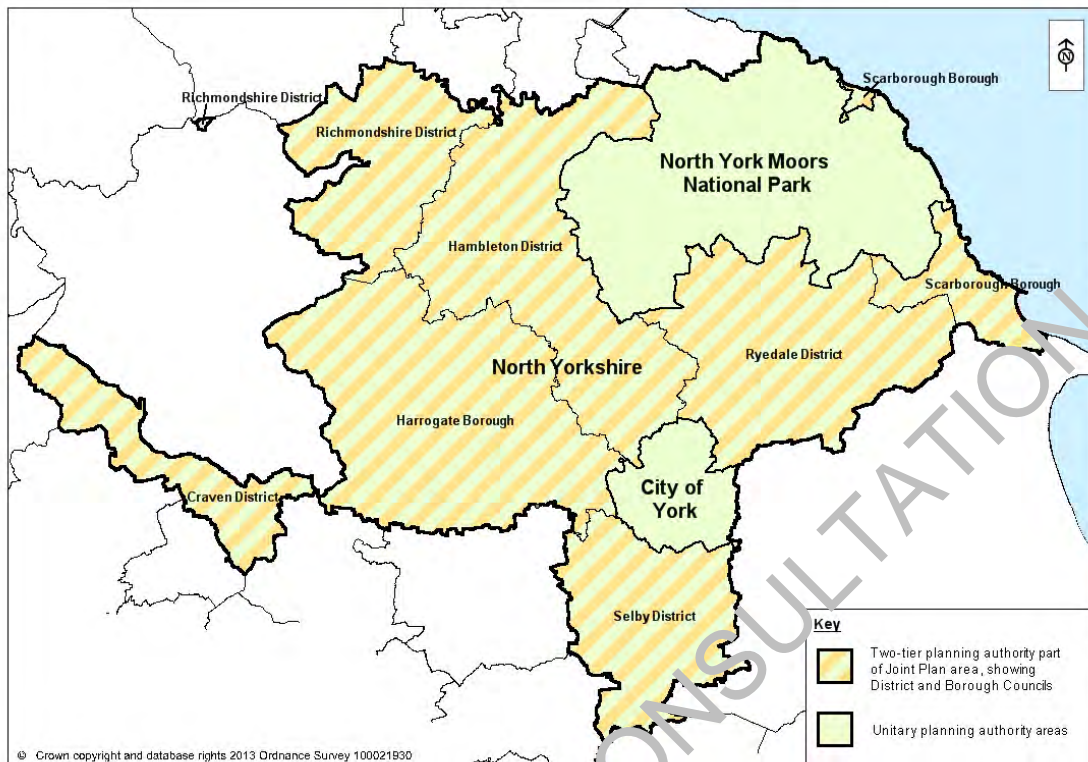 N
Scarborough Borough
Richmondshire District
Richmondshire District
North York Moors
National Park
Hambleton District
Scarborough Borough
North Yorkshire
Ryedale District
Harrogate Borough
City of
York
Craven District
Selby District
CONSULTATION
Key
Two-tier planning authority part
of Joint Plan area, showing
District and Borough Councils
Unitary planning authority areas
© Crown copyright and database rights 2013 Ordnance Survey 100021930